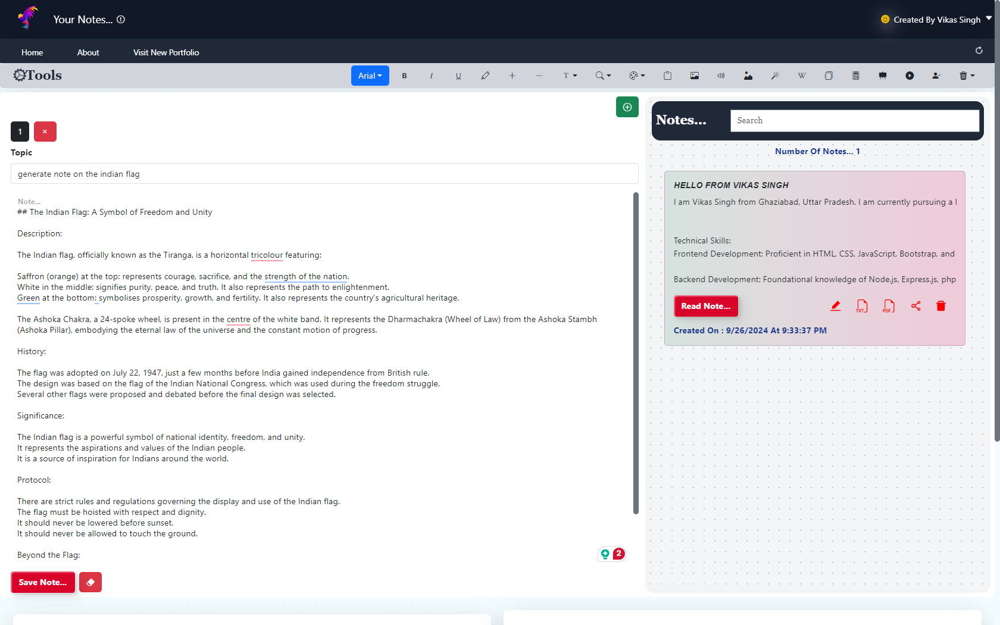 Your Notes...
Created By Vikas Singh
Home
About
Visit New Portfolio
Tools
Arial
B
I
U
T
W
1
×
Topic
generate note on the indian flag
Note...
## The Indian Flag: A Symbol of Freedom and Unity
Description:
The Indian flag, officially known as the Tiranga, is a horizontal tricolour featuring:
Saffron (orange) at the top: represents courage, sacrifice, and the strength of the nation.
White in the middle: signifies purity, peace, and truth. It also represents the path to enlightenment.
Green at the bottom: symbolises prosperity, growth, and fertility. It also represents the country's agricultural heritage.
The Ashoka Chakra, a 24-spoke wheel, is present in the centre of the white band. It represents the Dharmachakra (Wheel of Law) from the Ashoka Stambh
(Ashoka Pillar), embodying the eternal law of the universe and the constant motion of progress.
History:
The flag was adopted on July 22, 1947, just a few months before India gained independence from British rule.
The design was based on the flag of the Indian National Congress, which was used during the freedom struggle.
Several other flags were proposed and debated before the final design was selected.
Significance:
The Indian flag is a powerful symbol of national identity, freedom, and unity.
It represents the aspirations and values of the Indian people.
It is a source of inspiration for Indians around the world.
Protocol:
There are strict rules and regulations governing the display and use of the Indian flag.
The flag must be hoisted with respect and dignity.
It should never be lowered before sunset.
It should never be allowed to touch the ground.
Beyond the Flag:
2
Save Note...
Notes...
Search
Number Of Notes... 1
HELLO FROM VIKAS SINGH
I am Vikas Singh from Ghaziabad, Uttar Pradesh. I am currently pursuing a
Technical Skills:
Frontend Development: Proficient in HTML, CSS, JavaScript, Bootstrap, and
Backend Development: Foundational knowledge of Node.js, Express.js, php
Read Note...
TXT
PDF
Created On : 9/26/2024 At 9:33:37 PM